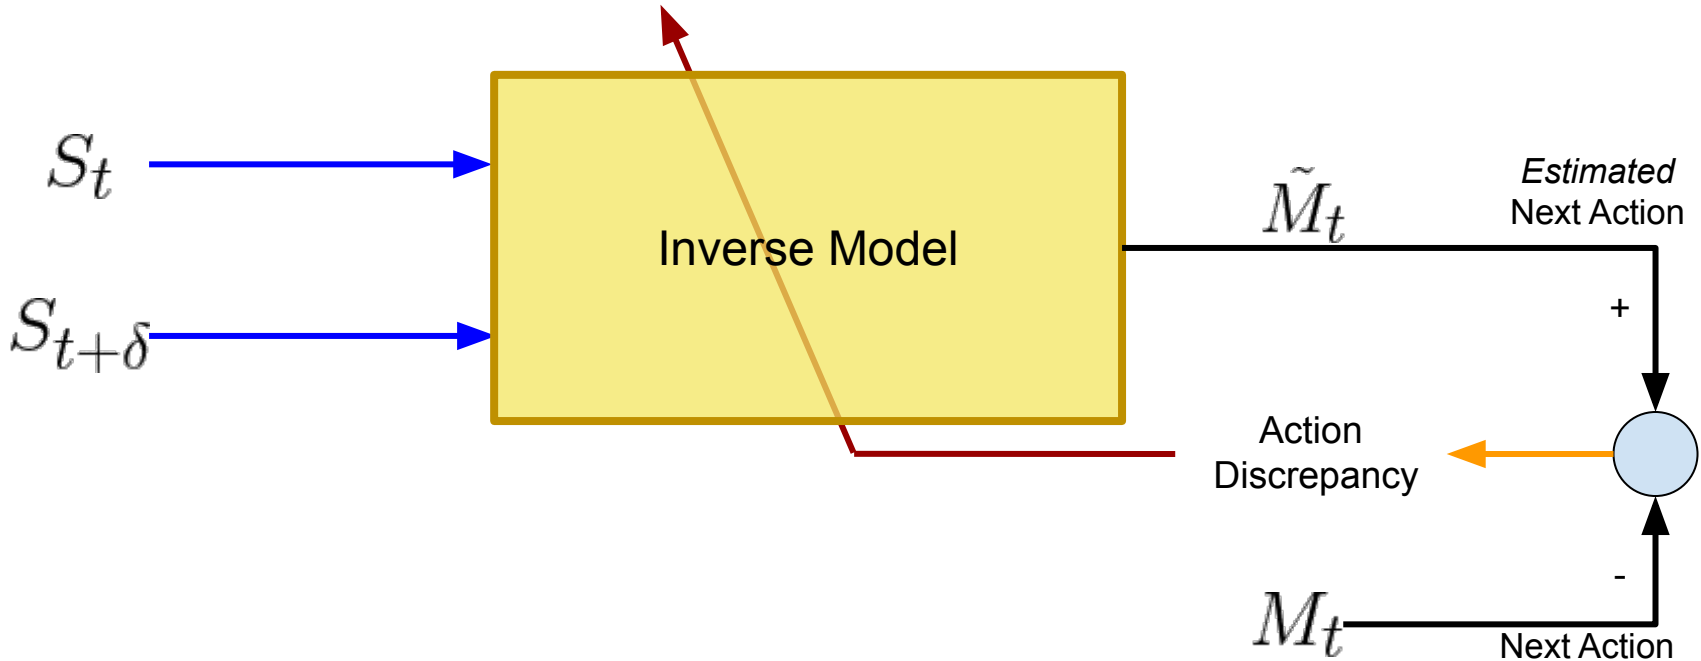 S_t
S_{t+δ}
Inverse Model
M̃_t
Estimated
Next Action
+
Action
Discrepancy
-
M_t
Next Action